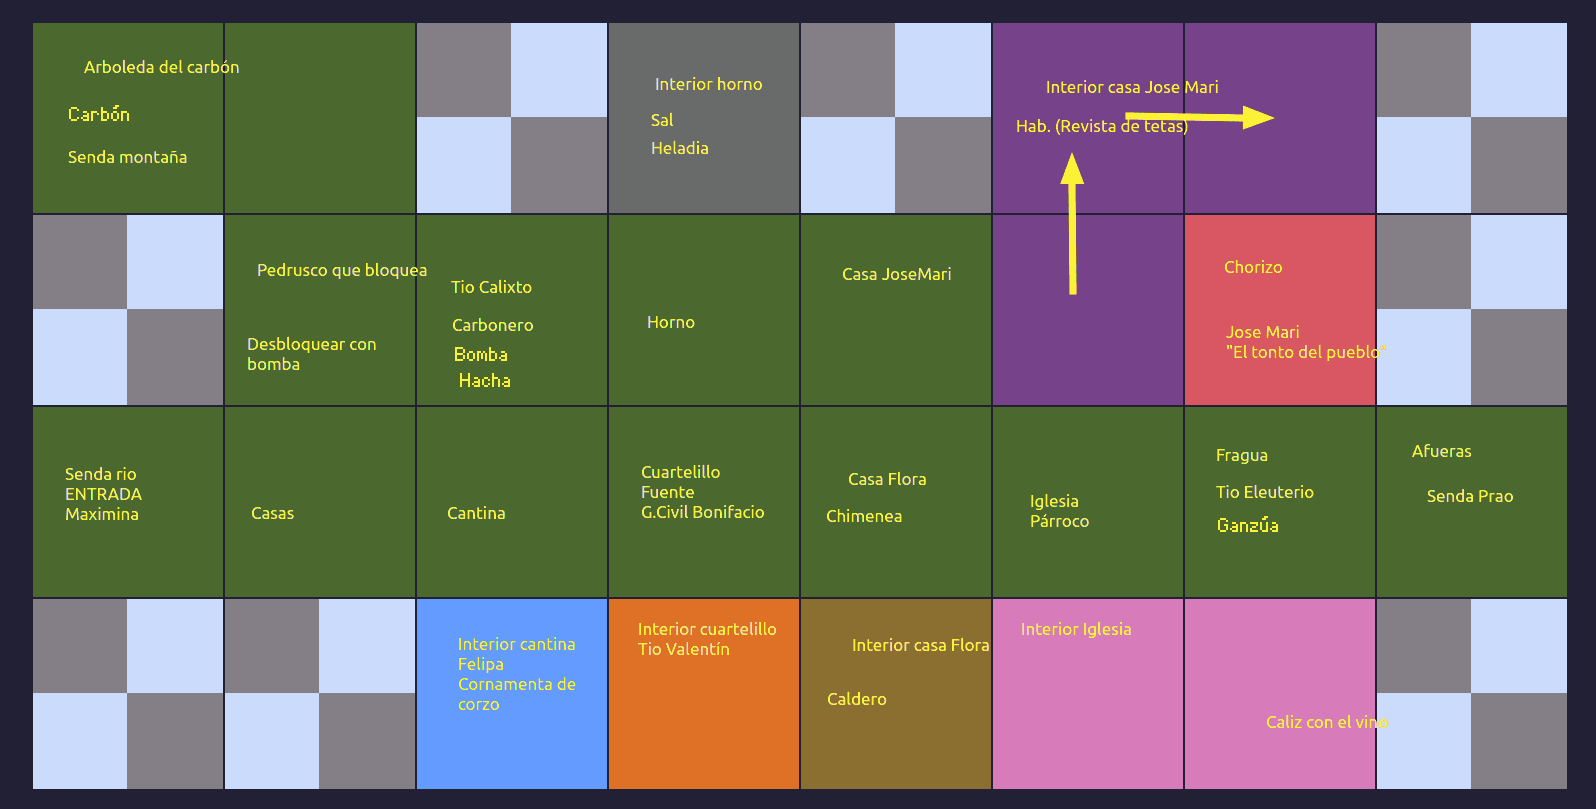 Arboleda del carbón
Carbón
Senda montaña
Interior horno
Sal
Heladia
Interior casa Jose Mari
Hab. (Revista de tetas)
Pedrusco que bloquea
Desbloquear con
bomba
Tio Calixto
Carbonero
Bomba
Hacha
Horno
Casa JoseMari
Chorizo
Jose Mari
"El tonto del pueblo"
Senda rio
ENTRADA
Maximina
Casas
Cantina
Cuartelillo
Fuente
G.Civil Bonifacio
Casa Flora
Chimenea
Iglesia
Párroco
Fragua
Tio Eleuterio
Ganzúa
Afueras
Senda Prao
Interior cantina
Felipa
Cornamenta de
corzo
Interior cuartelillo
Tio Valentín
Interior casa Flora
Caldero
Interior Iglesia
Caliz con el vino